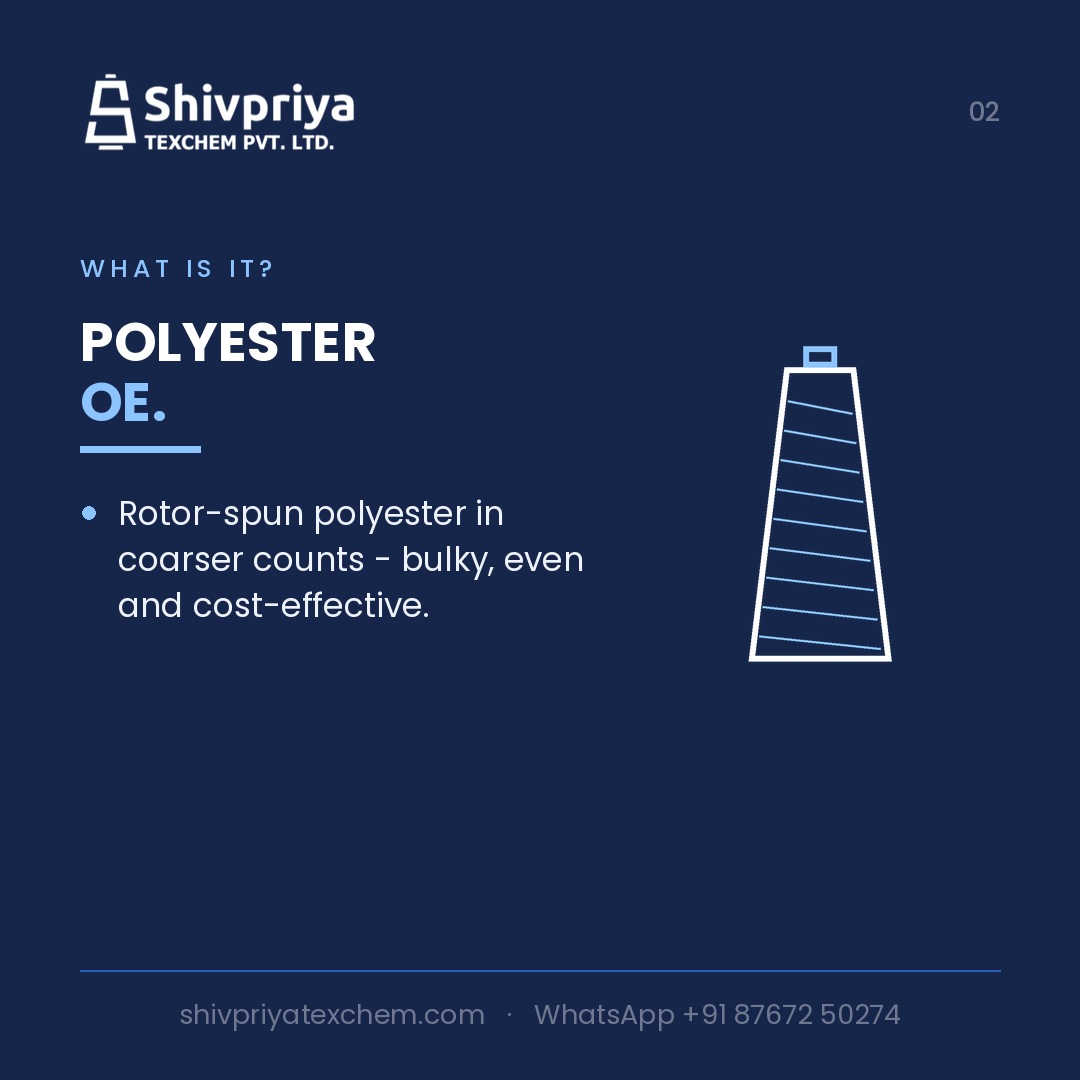 Shivpriya
TEXCHEM PVT. LTD.
02
WHAT IS IT?
POLYESTER
OE.
Rotor-spun polyester in
coarser counts - bulky, even
and cost-effective.
shivpriyatexchem.com · WhatsApp +91 87672 50274